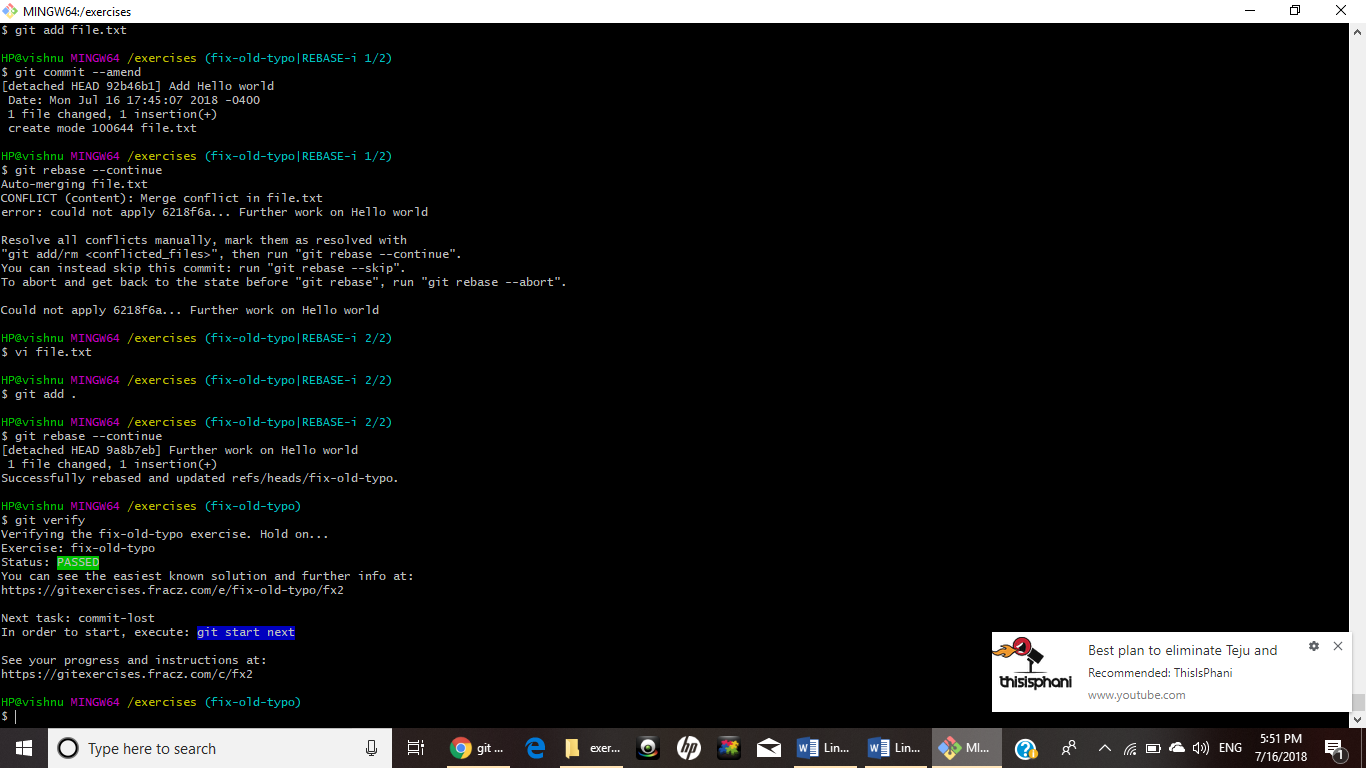 MINGW64:/exercises
$ git add file.txt
HP@vishnu MINGW64 /exercises (fix-old-typo|REBASE-i 1/2)
$ git commit --amend
[detached HEAD 92b46b1] Add Hello world
Date: Mon Jul 16 17:45:07 2018 -0400
1 file changed, 1 insertion(+)
create mode 100644 file.txt
HP@vishnu MINGW64 /exercises (fix-old-typo|REBASE-i 1/2)
$ git rebase --continue
Auto-merging file.txt
CONFLICT (content): Merge conflict in file.txt
error: could not apply 6218f6a... Further work on Hello world
Resolve all conflicts manually, mark them as resolved with
"git add/rm <conflicted_files>", then run "git rebase --continue".
You can instead skip this commit: run "git rebase --skip".
To abort and get back to the state before "git rebase", run "git rebase --abort".
Could not apply 6218f6a... Further work on Hello world
HP@vishnu MINGW64 /exercises (fix-old-typo|REBASE-i 2/2)
$ vi file.txt
HP@vishnu MINGW64 /exercises (fix-old-typo|REBASE-i 2/2)
$ git add .
HP@vishnu MINGW64 /exercises (fix-old-typo|REBASE-i 2/2)
$ git rebase --continue
[detached HEAD 9a8b7eb] Further work on Hello world
1 file changed, 1 insertion(+)
Successfully rebased and updated refs/heads/fix-old-typo.
HP@vishnu MINGW64 /exercises (fix-old-typo)
$ git verify
Verifying the fix-old-typo exercise. Hold on...
Exercise: fix-old-typo
Status: PASSED
You can see the easiest known solution and further info at:
https://gitexercises.fracz.com/e/fix-old-typo/fx2
Next task: commit-lost
In order to start, execute: git start next
See your progress and instructions at:
https://gitexercises.fracz.com/c/fx2
HP@vishnu MINGW64 /exercises (fix-old-typo)
$
thisisphani
Best plan to eliminate Teju and
Recommended: ThisIsPhani
www.youtube.com
Type here to search
git ...
exer...
hp
Lin...
Lin...
MI...
ENG
5:51 PM
7/16/2018
1